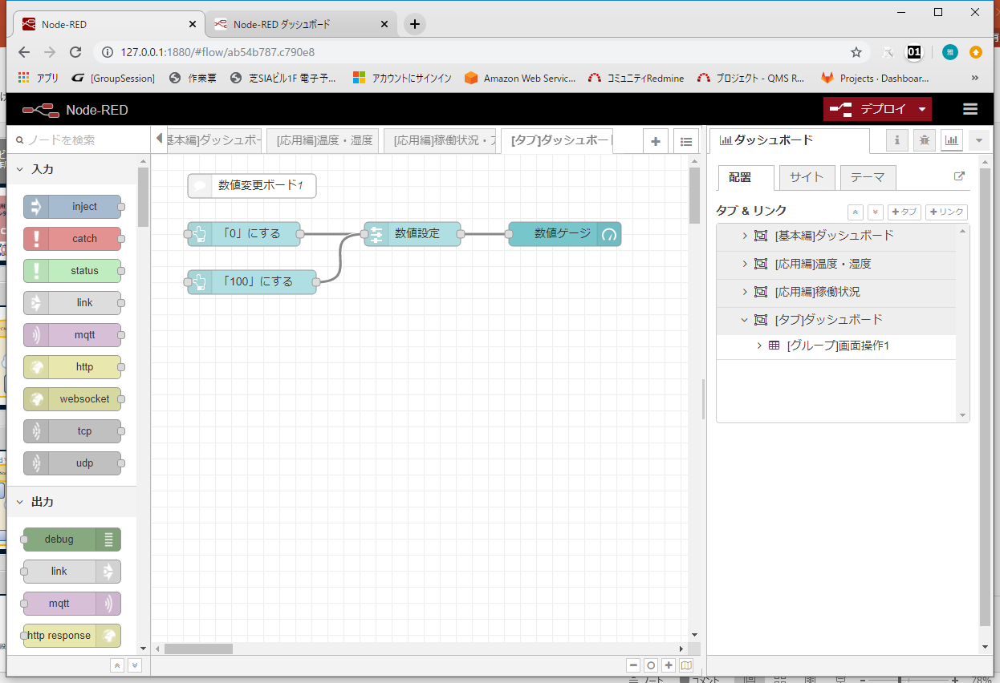 Node-RED
Node-RED ダッシュボード
127.0.0.1:1880/#flow/ab54b787.c790e8
01
雅
アプリ
[GroupSession]
作業票
芝SIAビル1F 電子予...
アカウントにサインイン
Amazon Web Servic...
コミュニティRedmine
プロジェクト - QMS R...
Projects · Dashboar...
»
Node-RED
デプロイ
ノードを検索
基本編]ダッシュボー
[応用編]温度・湿度
[応用編]稼働状況・
[タブ]ダッシュボー
ダッシュボード
入力
inject
catch
status
link
mqtt
http
websocket
tcp
udp
出力
debug
link
mqtt
http response
数値変更ボード1
「0」にする
数値設定
数値ゲージ
「100」にする
配置
サイト
テーマ
タブ & リンク
タブ
リンク
[基本編]ダッシュボード
[応用編]温度・湿度
[応用編]稼働状況
[タブ]ダッシュボード
[グループ]画面操作1
ノート
コメント
78%